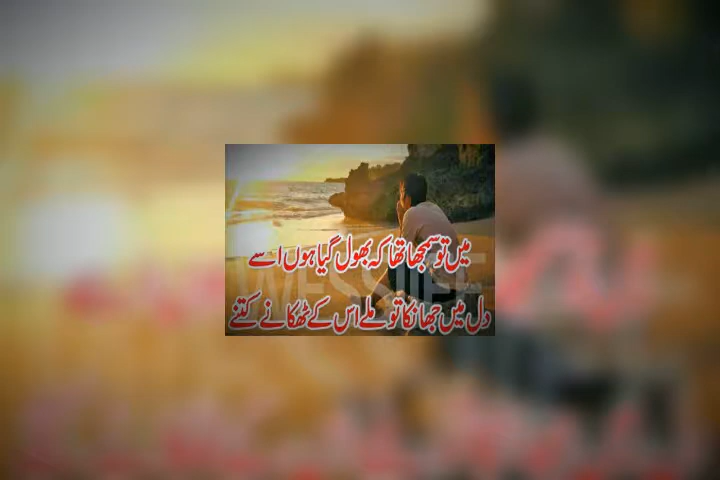 میں تو سمجھا تھا کہ بھول گیا ہوں اسے
دل میں جھانکا تو ملے اس کے ٹھکانے کتنے